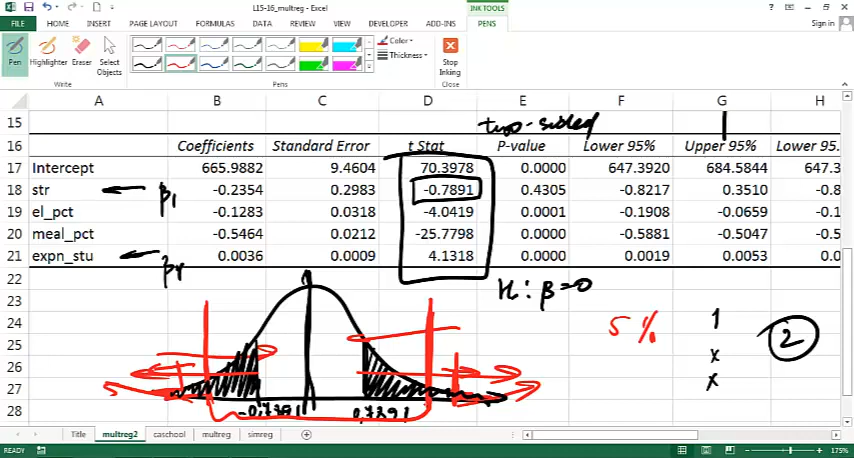 L15-16_multreg - Excel
INK TOOLS
FILE HOME INSERT PAGE LAYOUT FORMULAS DATA REVIEW VIEW DEVELOPER ADD-INS PENS
Sign in
Pen Highlighter Eraser Select Objects
Color
Thickness
Stop Inking
Write Pens
A B C D E F G H
15 two-sided
16 Coefficients Standard Error t Stat P-value Lower 95% Upper 95% Lower 95.
17 Intercept 665.9882 9.4604 70.3978 0.0000 647.3920 684.5844 647.3
18 str -0.2354 0.2983 -0.7891 0.4305 -0.8217 0.3510 -0.8
β1
19 el_pct -0.1283 0.0318 -4.0419 0.0001 -0.1908 -0.0659 -0.1
20 meal_pct -0.5464 0.0212 -25.7798 0.0000 -0.5881 -0.5047 -0.5
21 expn_stu 0.0036 0.0009 4.1318 0.0000 0.0019 0.0053 0.0
β4
22
H₀: β=0
23
24 5% 1 2
25
x
26
27 x
28 -0,7891 0,7891
Title multreg2 caschool multreg simreg
READY 175%